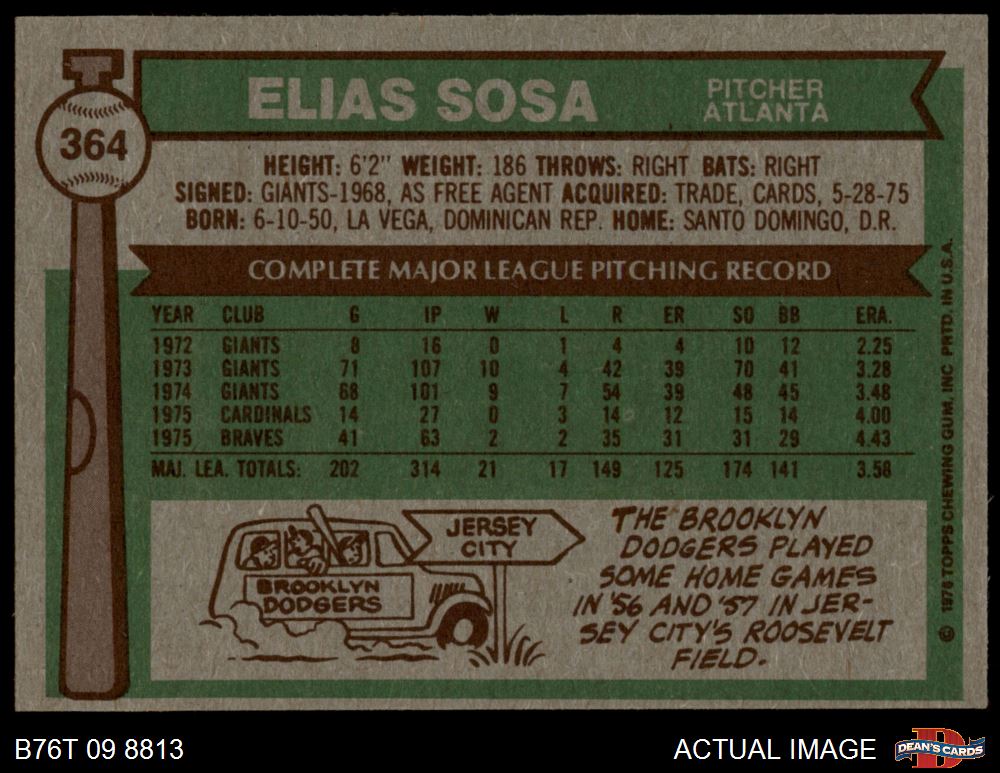 364
ELIAS SOSA
PITCHER
ATLANTA
HEIGHT: 6'2" WEIGHT: 186 THROWS: RIGHT BATS: RIGHT
SIGNED: GIANTS-1968, AS FREE AGENT ACQUIRED: TRADE, CARDS, 5-28-75
BORN: 6-10-50, LA VEGA, DOMINICAN REP. HOME: SANTO DOMINGO, D.R.
COMPLETE MAJOR LEAGUE PITCHING RECORD
YEAR CLUB G IP W L R ER SO BB ERA.
1972 GIANTS 8 16 0 1 4 4 10 12 2.25
1973 GIANTS 71 107 10 4 42 39 70 41 3.28
1974 GIANTS 68 101 9 7 54 39 48 45 3.48
1975 CARDINALS 14 27 0 3 14 12 15 14 4.00
1975 BRAVES 41 63 2 2 35 31 31 29 4.43
MAJ. LEA. TOTALS: 202 314 21 17 149 125 174 141 3.58
JERSEY
CITY
BROOKLYN
DODGERS
THE BROOKLYN
DODGERS PLAYED
SOME HOME GAMES
IN '56 AND '57 IN JER-
SEY CITY'S ROOSEVELT
FIELD.
© 1976 TOPPS CHEWING GUM, INC PRTD. IN U.S.A.
B76T 09 8813
ACTUAL IMAGE
D
DEAN'S CARDS